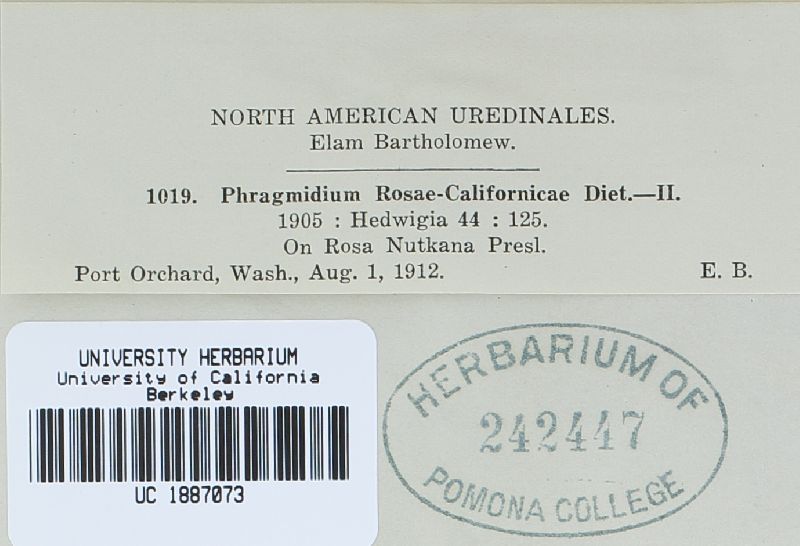 NORTH AMERICAN UREDINALES.
Elam Bartholomew.
1019. Phragmidium Rosae-Californicae Diet.—II.
1905 : Hedwigia 44 : 125.
On Rosa Nutkana Presl.
Port Orchard, Wash., Aug. 1, 1912. E. B.
UNIVERSITY HERBARIUM
University of California
Berkeley
UC 1887073
HERBARIUM OF
242447
POMONA COLLEGE